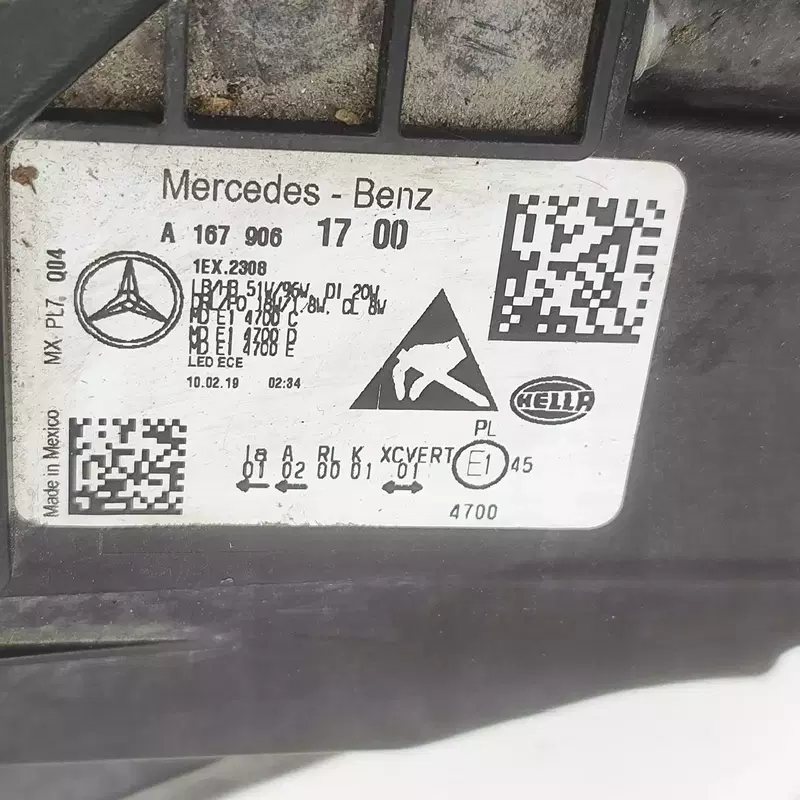 Mercedes - Benz
A 167 906 17 00
1EX.2308
LB/HB 51W/96W, DI 20W
DRL/PO 18W/1.8W, CL 8W
MD E1 4700 C
MD E1 4700 D
MD E1 4700 E
LED ECE
10.02.19 02:34
MX PL7 Q04
Made in Mexico
HELLA
PL
Ia A RL K XCVERT E1 45
01 02 00 01 01
4700